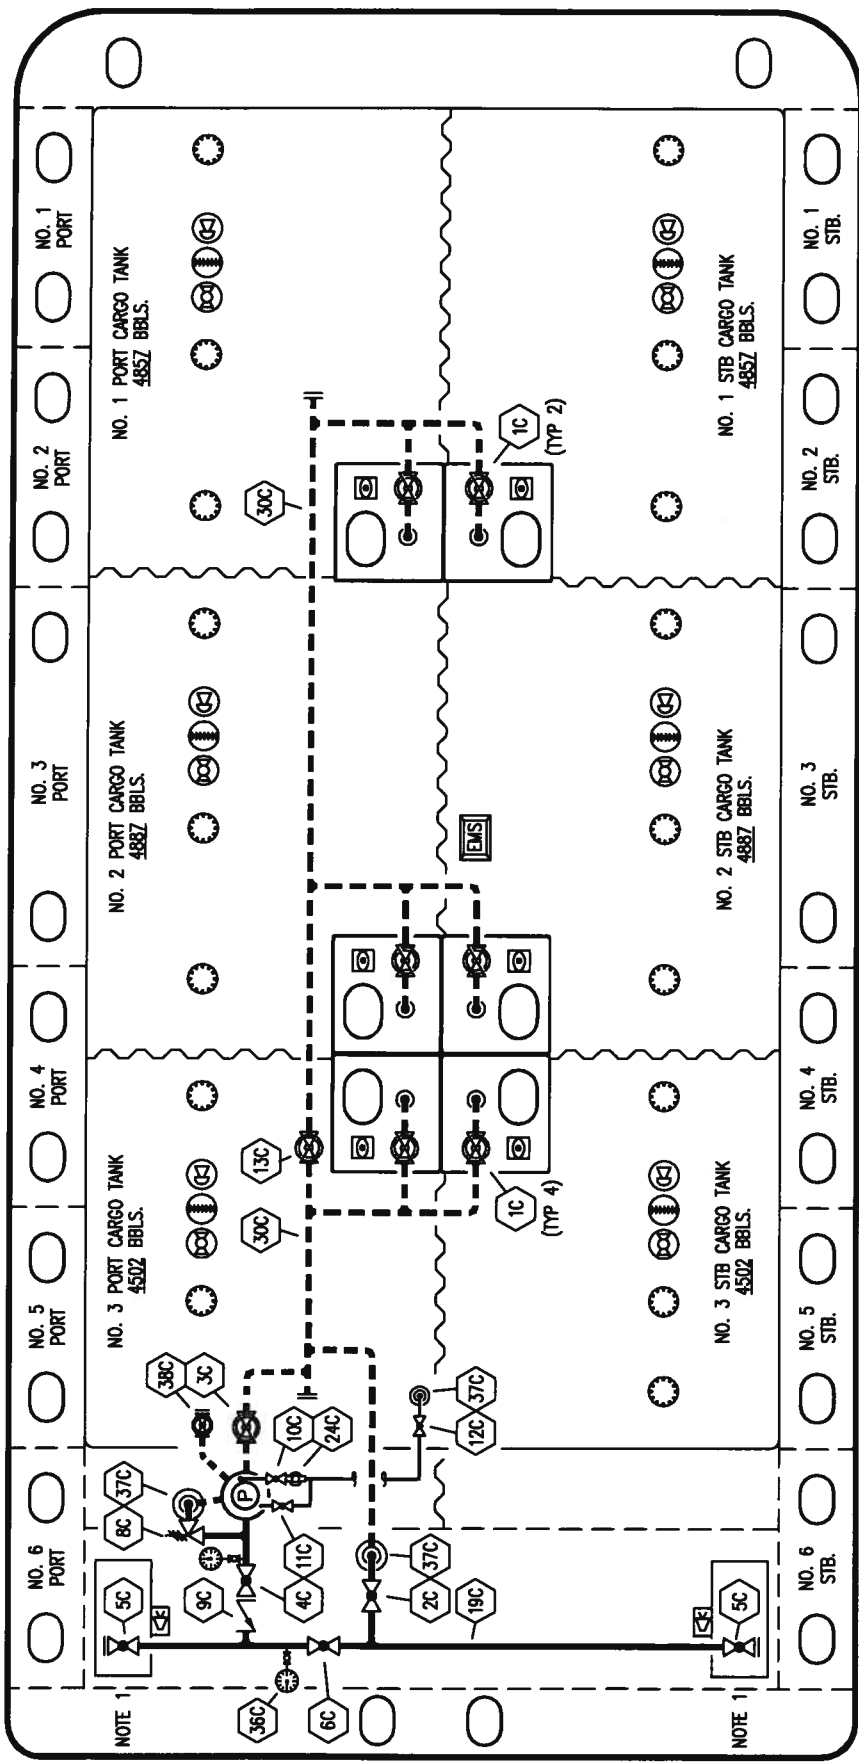 NO. 1
PORT
NO. 2
PORT
NO. 3
PORT
NO. 4
PORT
NO. 5
PORT
NO. 6
PORT
NO. 1 PORT CARGO TANK
4857 BBLS.
NO. 2 PORT CARGO TANK
4887 BBLS.
NO. 3 PORT CARGO TANK
4502 BBLS.
30C
1C
(TYP 2)
EMS
13C
30C
1C
(TYP 4)
38C
3C
10C
24C
37C
12C
37C
8C
P
11C
4C
9C
37C
2C
19C
5C
36C
6C
5C
NOTE 1
NOTE 1
NO. 1 STB CARGO TANK
4857 BBLS.
NO. 2 STB CARGO TANK
4887 BBLS.
NO. 3 STB CARGO TANK
4502 BBLS.
NO. 1
STB.
NO. 2
STB.
NO. 3
STB.
NO. 4
STB.
NO. 5
STB.
NO. 6
STB.